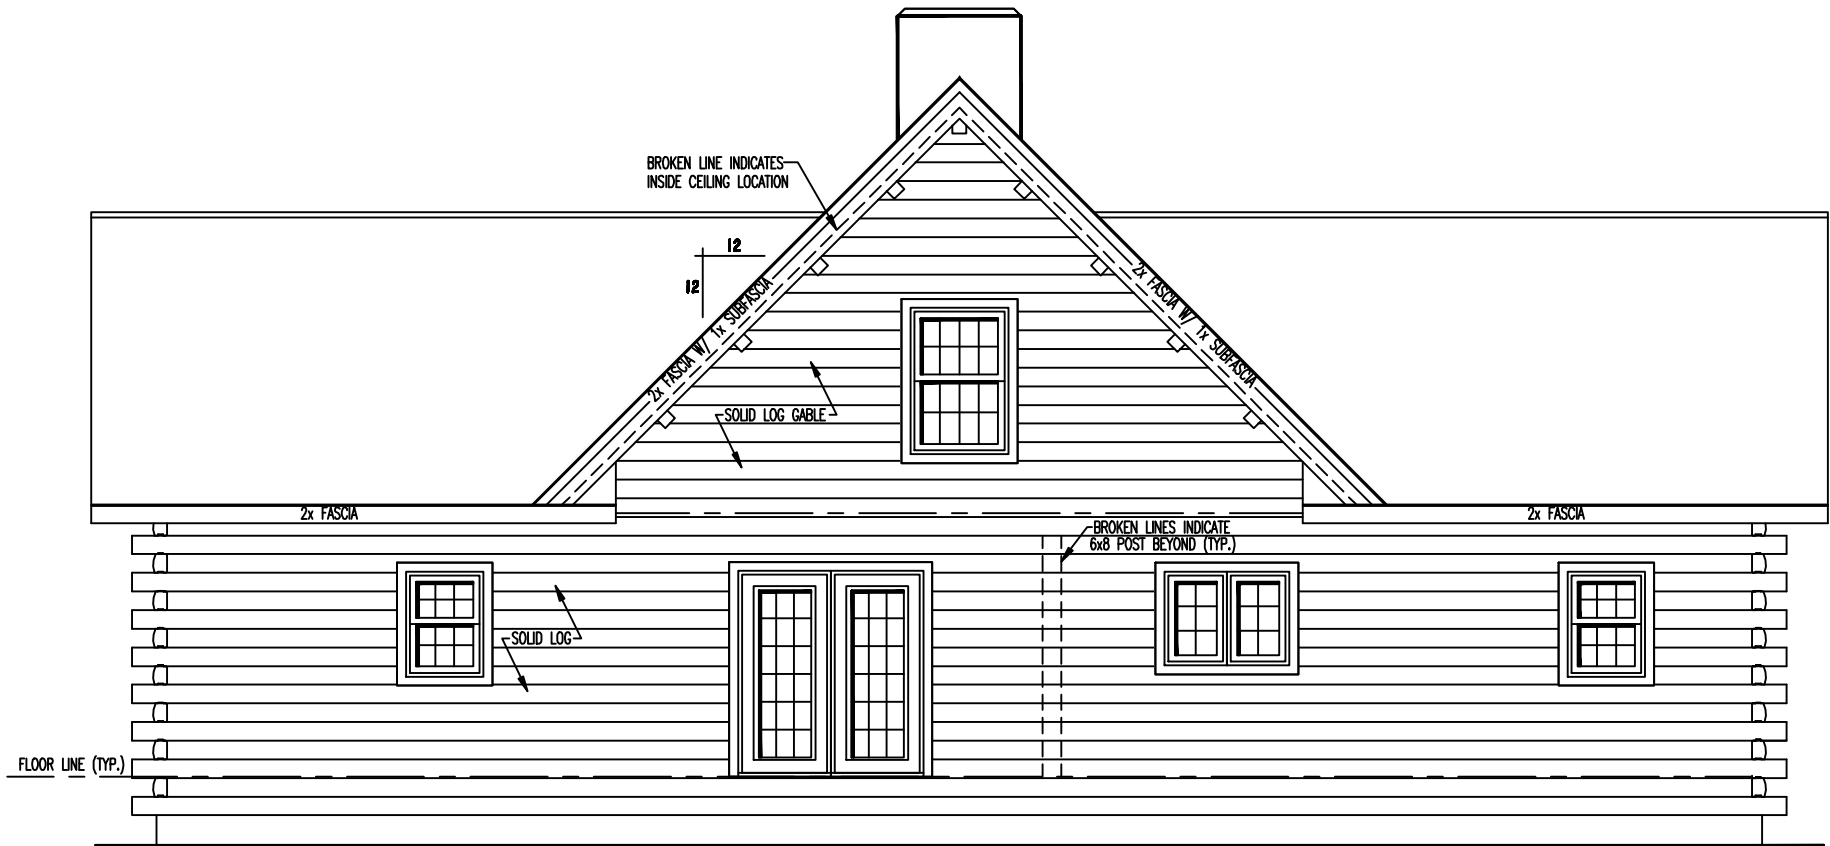 BROKEN LINE INDICATES
INSIDE CEILING LOCATION
12
12
2x FASCIA W/ 1x SUBFASCIA
2x FASCIA W/ 1x SUBFASCIA
SOLID LOG GABLE
2x FASCIA
2x FASCIA
BROKEN LINES INDICATE
6x8 POST BEYOND (TYP.)
SOLID LOG
FLOOR LINE (TYP.)